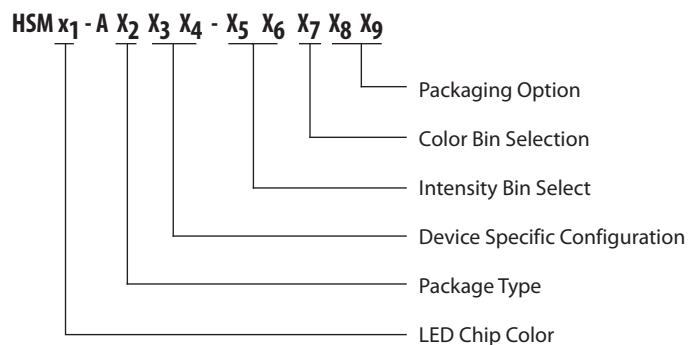 HSM x1 - A X2 X3 X4 - X5 X6 X7 X8 X9
Packaging Option
Color Bin Selection
Intensity Bin Select
Device Specific Configuration
Package Type
LED Chip Color